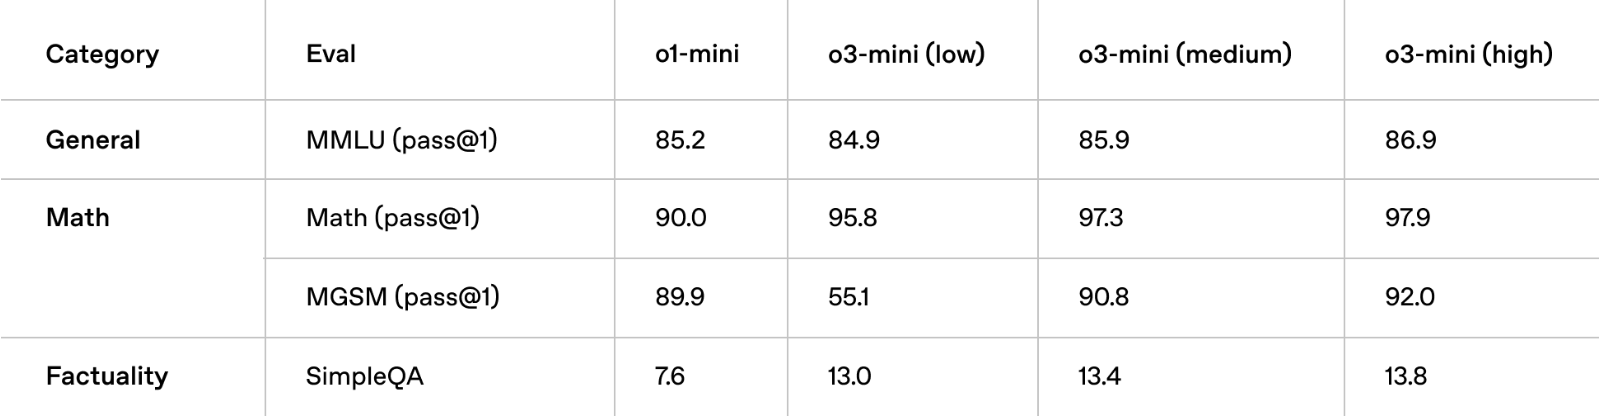 Category Eval o1-mini o3-mini (low) o3-mini (medium) o3-mini (high)
General MMLU (pass@1) 85.2 84.9 85.9 86.9
Math Math (pass@1) 90.0 95.8 97.3 97.9
MGSM (pass@1) 89.9 55.1 90.8 92.0
Factuality SimpleQA 7.6 13.0 13.4 13.8